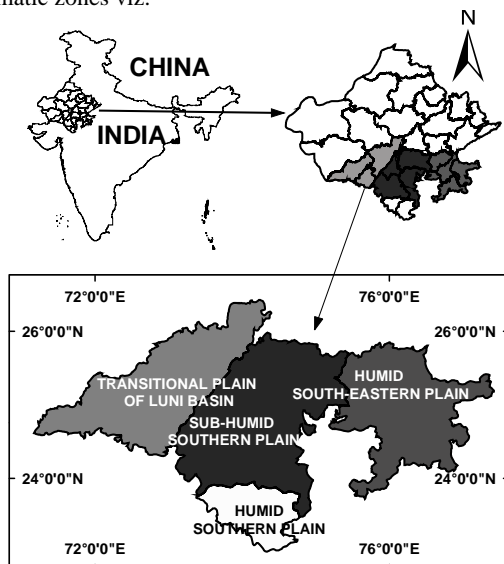 matic zones viz.
N
CHINA
INDIA
72°0'0"E 76°0'0"E
26°0'0"N 26°0'0"N
TRANSITIONAL PLAIN
OF LUNI BASIN
HUMID
SOUTH-EASTERN PLAIN
SUB-HUMID
SOUTHERN PLAIN
24°0'0"N 24°0'0"N
HUMID
SOUTHERN PLAIN
72°0'0"E 76°0'0"E